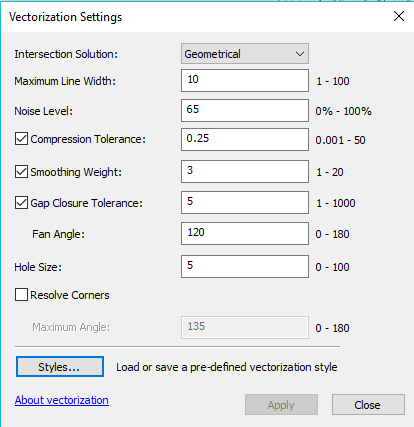 Vectorization Settings
Intersection Solution: Geometrical
Maximum Line Width: 10 1 - 100
Noise Level: 65 0% - 100%
Compression Tolerance: 0.25 0.001 - 50
Smoothing Weight: 3 1 - 20
Gap Closure Tolerance: 5 1 - 1000
Fan Angle: 120 0 - 180
Hole Size: 5 0 - 100
Resolve Corners
Maximum Angle: 135 0 - 180
Styles... Load or save a pre-defined vectorization style
About vectorization Apply Close